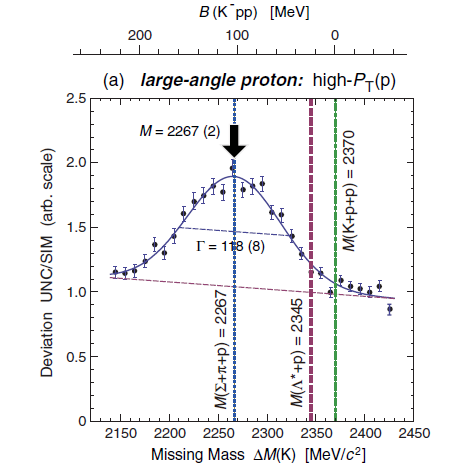 B (K⁻pp) [MeV]
200 100 0
(a) large-angle proton: high-P_T(p)
2.5
2.0
1.5
1.0
0.5
0
Deviation UNC/SIM (arb. scale)
M = 2267 (2)
Γ = 118 (8)
M(Σ+π+p) = 2267
M(Λ*+p) = 2345
M(K+p+p) = 2370
2150 2200 2250 2300 2350 2400 2450
Missing Mass ΔM(K) [MeV/c²]